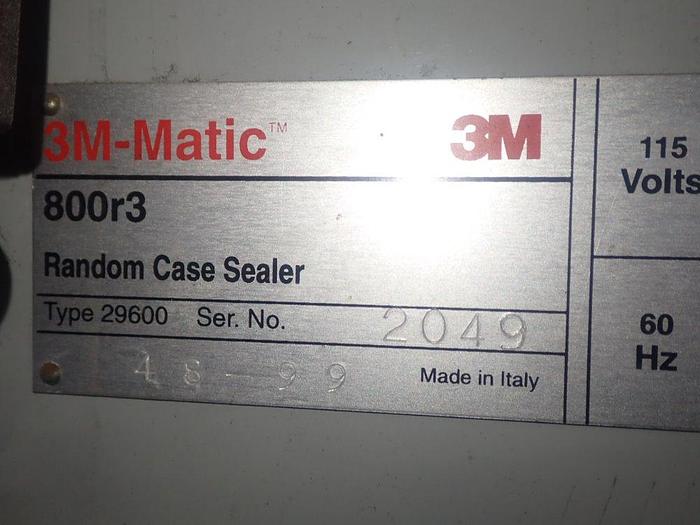 3M-Matic™ 3M
800r3
Random Case Sealer
Type 29600 Ser. No. 2049
48-99 Made in Italy
115
Volts
60
Hz